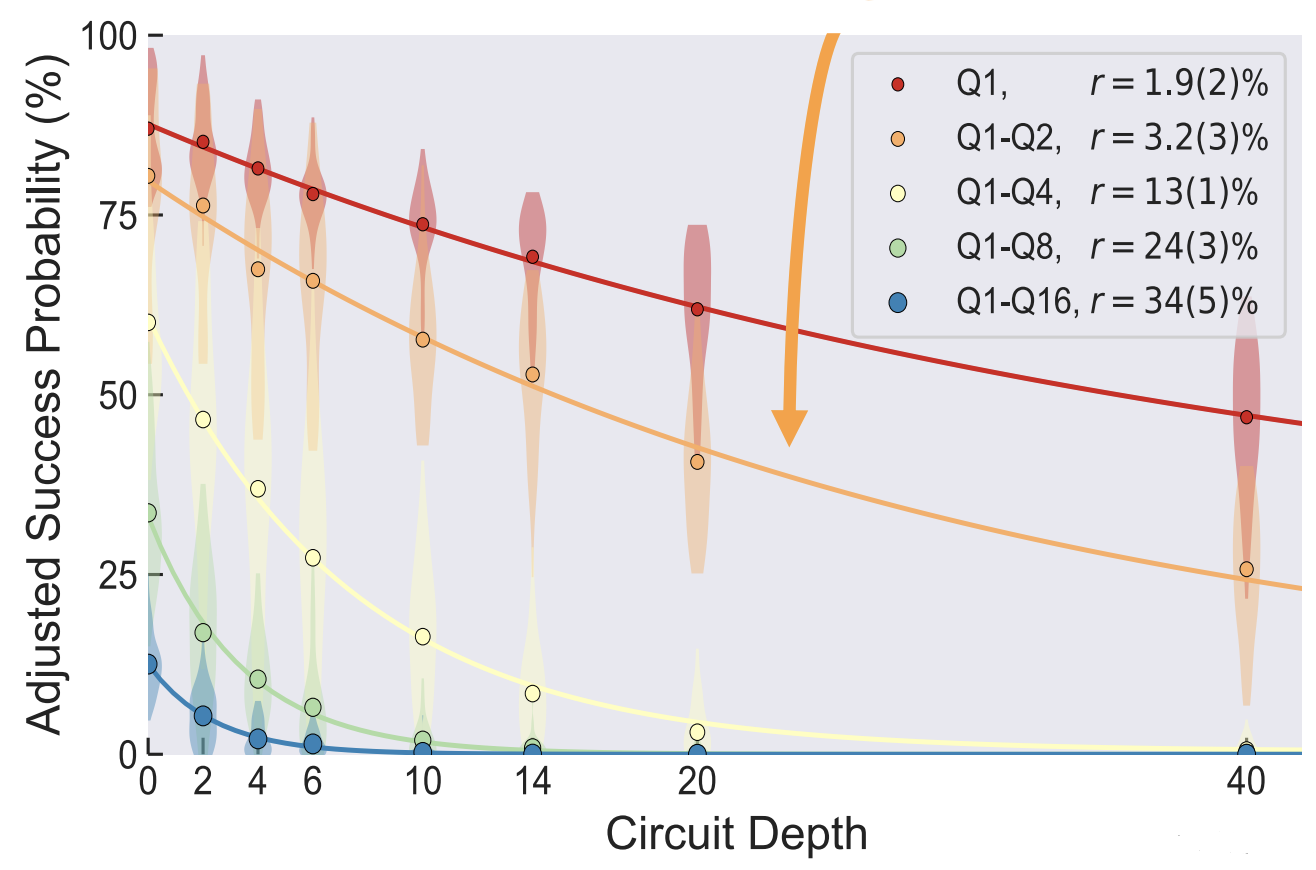 100
75
50
25
0
Adjusted Success Probability (%)
Q1, r = 1.9(2)%
Q1-Q2, r = 3.2(3)%
Q1-Q4, r = 13(1)%
Q1-Q8, r = 24(3)%
Q1-Q16, r = 34(5)%
0 2 4 6 10 14 20 40
Circuit Depth